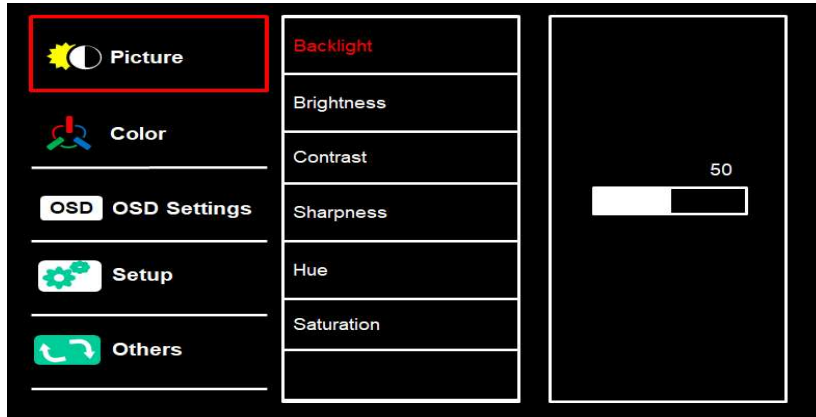 Picture
Color
OSD OSD Settings
Setup
Others
Backlight
Brightness
Contrast
Sharpness
Hue
Saturation
50